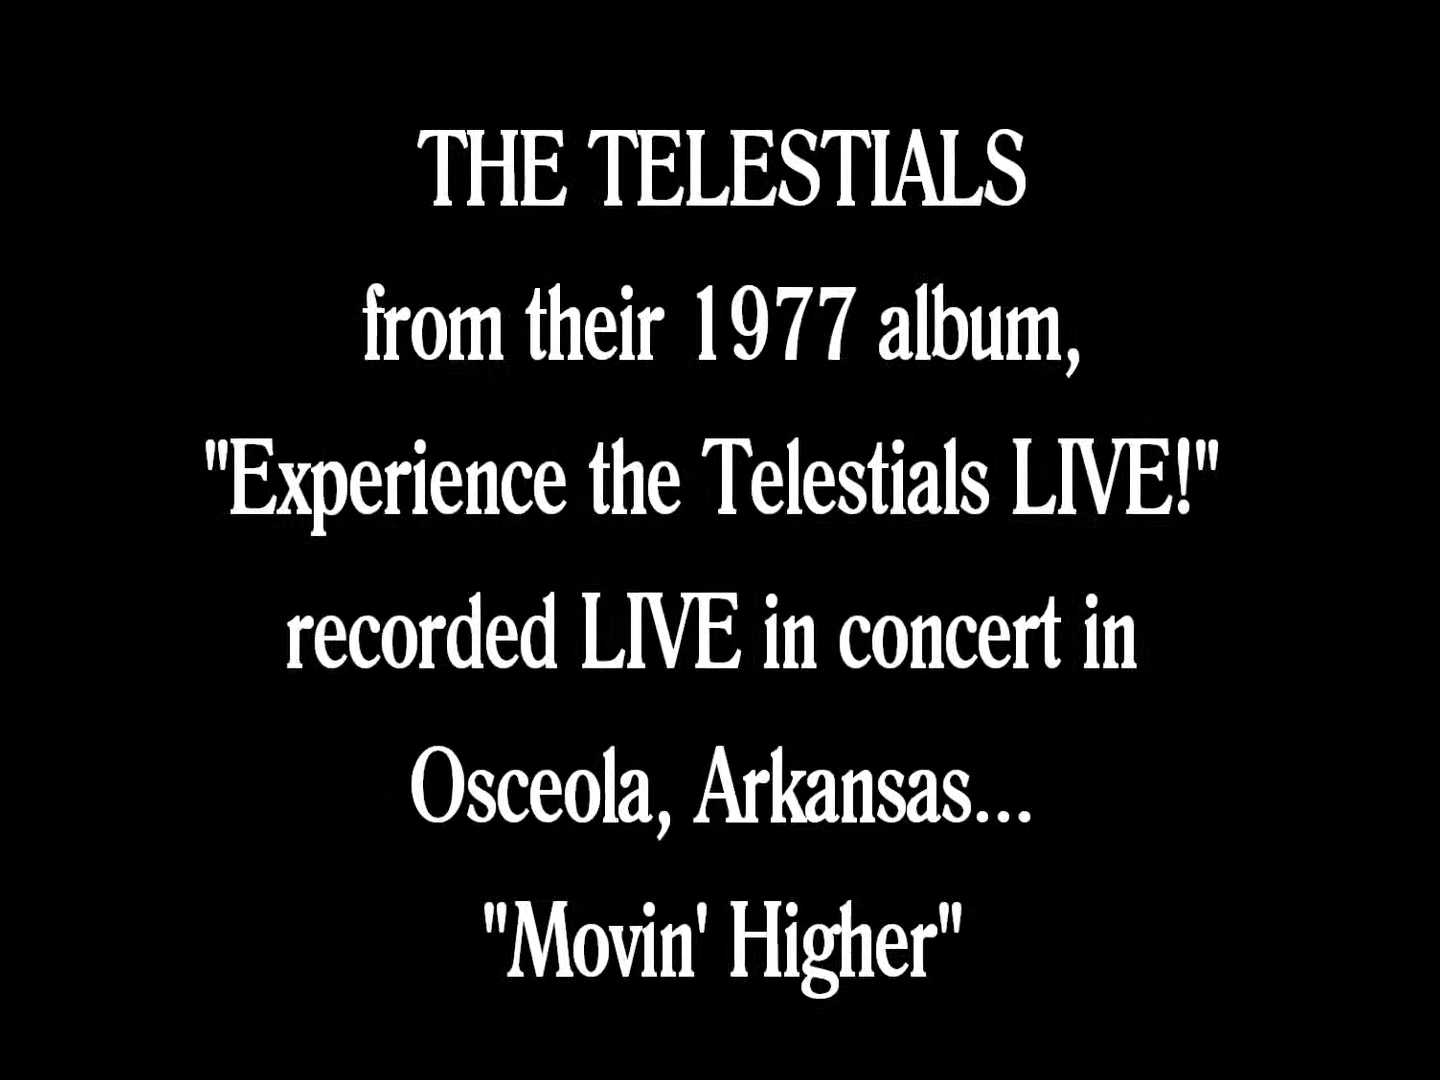 THE TELESTIALS
from their 1977 album,
"Experience the Telestials LIVE!"
recorded LIVE in concert in
Osceola, Arkansas...
"Movin' Higher"